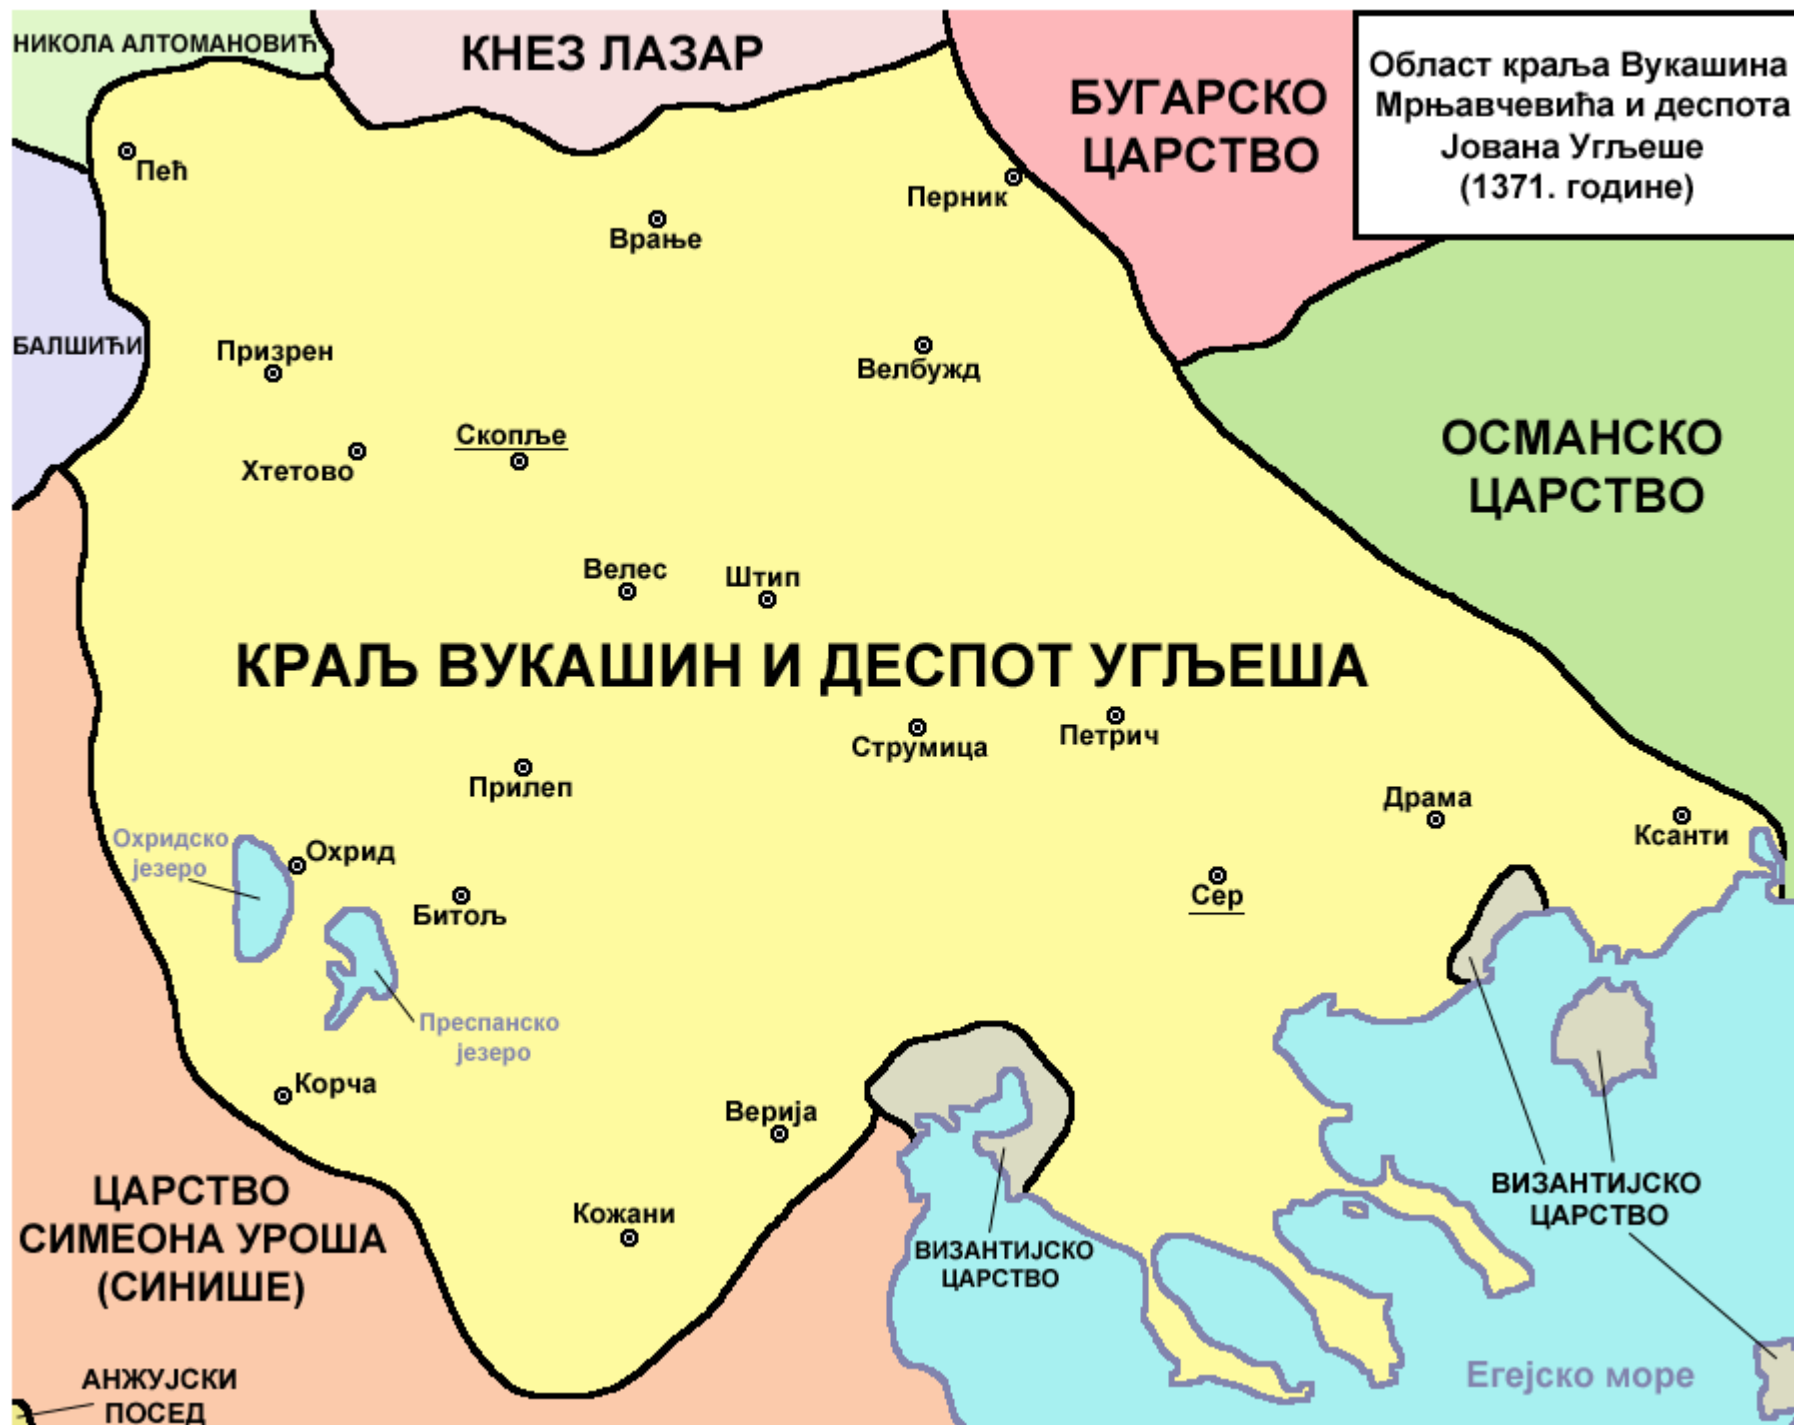 НИКОЛА АЛТОМАНОВИЋ
КНЕЗ ЛАЗАР
БУГАРСКО
ЦАРСТВО
Област краља Вукашина
Мрњавчевића и деспота
Јована Угљеше
(1371. године)
Пећ
Перник
Врање
БАЛШИЋИ
Призрен
Велбужд
Скопље
Хтетово
ОСМАНСКО
ЦАРСТВО
Велес
Штип
КРАЉ ВУКАШИН И ДЕСПОТ УГЉЕША
Струмица
Петрич
Прилеп
Драма
Ксанти
Охридско
језеро
Охрид
Битољ
Сер
Преспанско
језеро
Корча
Верија
ЦАРСТВО
СИМЕОНА УРОША
(СИНИШЕ)
Кожани
ВИЗАНТИЈСКО
ЦАРСТВО
ВИЗАНТИЈСКО
ЦАРСТВО
Егејско море
АНЖУЈСКИ
ПОСЕД